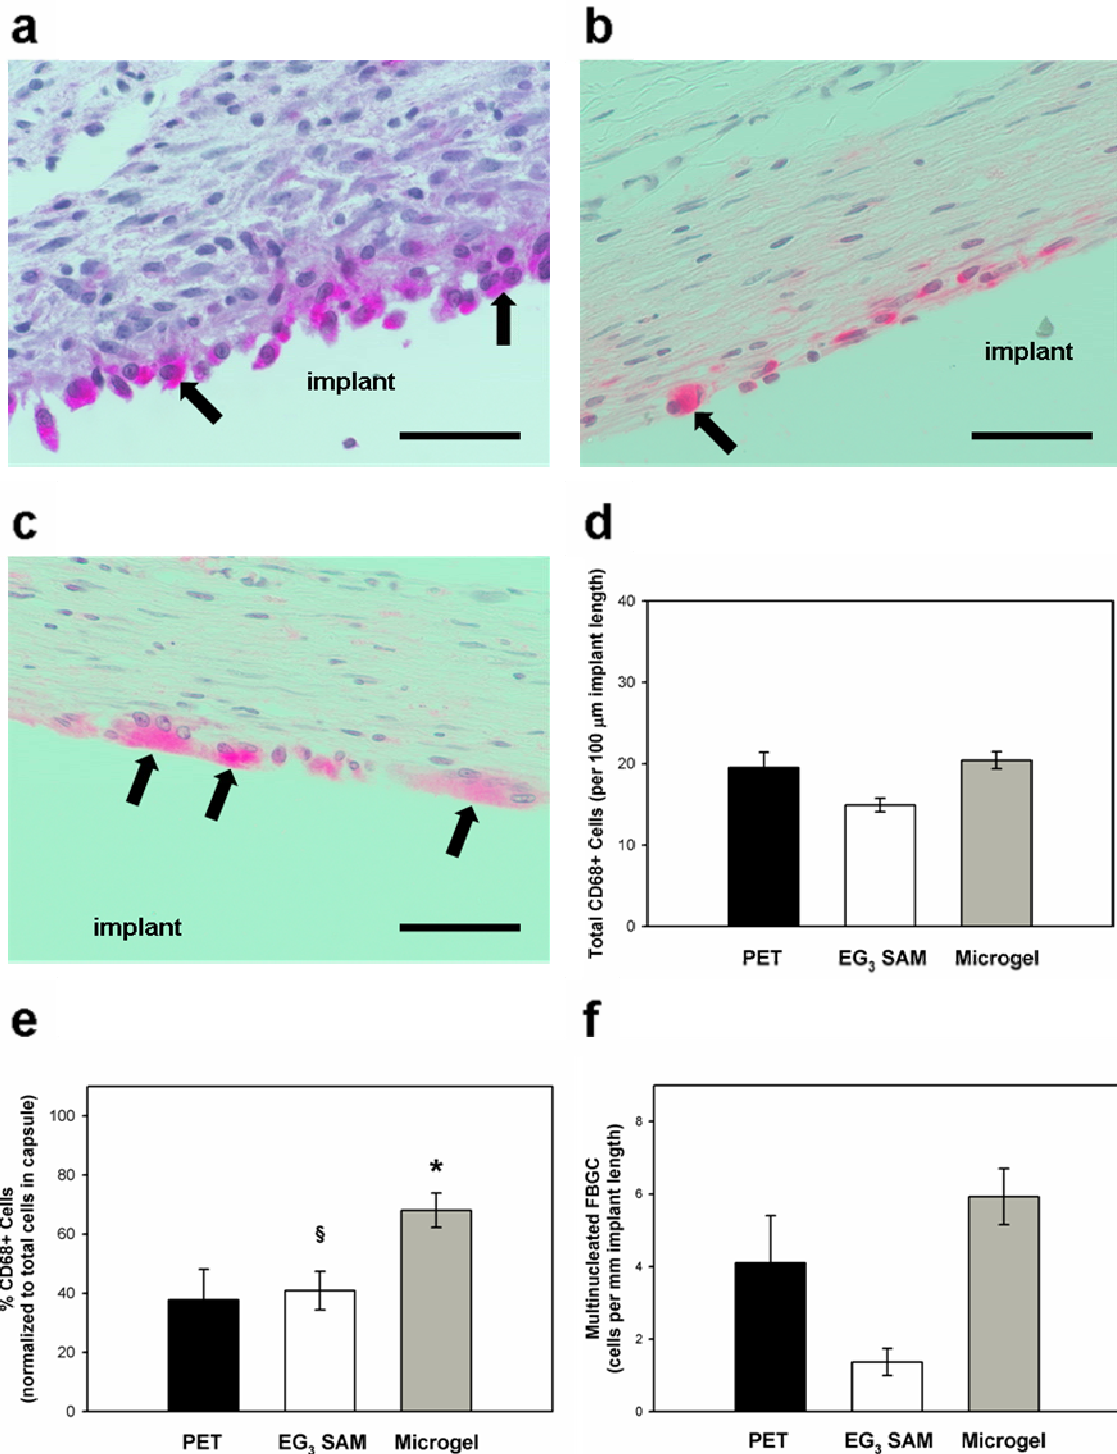 a
b
implant
implant
c
d
implant
Total CD68+ Cells (per 100 μm implant length)
40
30
20
10
0
PET
EG3 SAM
Microgel
e
f
% CD68+ Cells
(normalized to total cells in capsule)
100
80
60
40
20
0
§
*
PET
EG3 SAM
Microgel
Multinucleated FBGC
(cells per mm implant length)
8
6
4
2
0
PET
EG3 SAM
Microgel